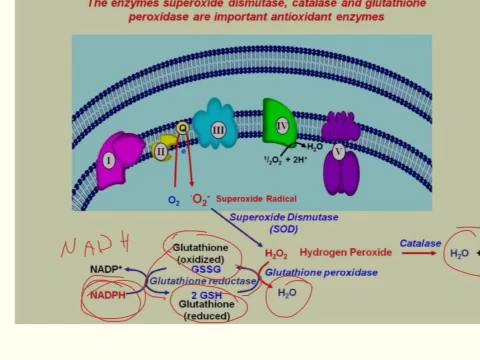 The enzymes superoxide dismutase, catalase and glutathione
peroxidase are important antioxidant enzymes
I
II
Q
e
III
IV
V
H₂O
½O₂ + 2H⁺
O₂
·O₂⁻ Superoxide Radical
Superoxide Dismutase
(SOD)
NADH
Glutathione
(oxidized)
GSSG
H₂O₂ Hydrogen Peroxide
Catalase
H₂O +
NADP⁺
Glutathione reductase
Glutathione peroxidase
NADPH
2 GSH
H₂O
Glutathione
(reduced)